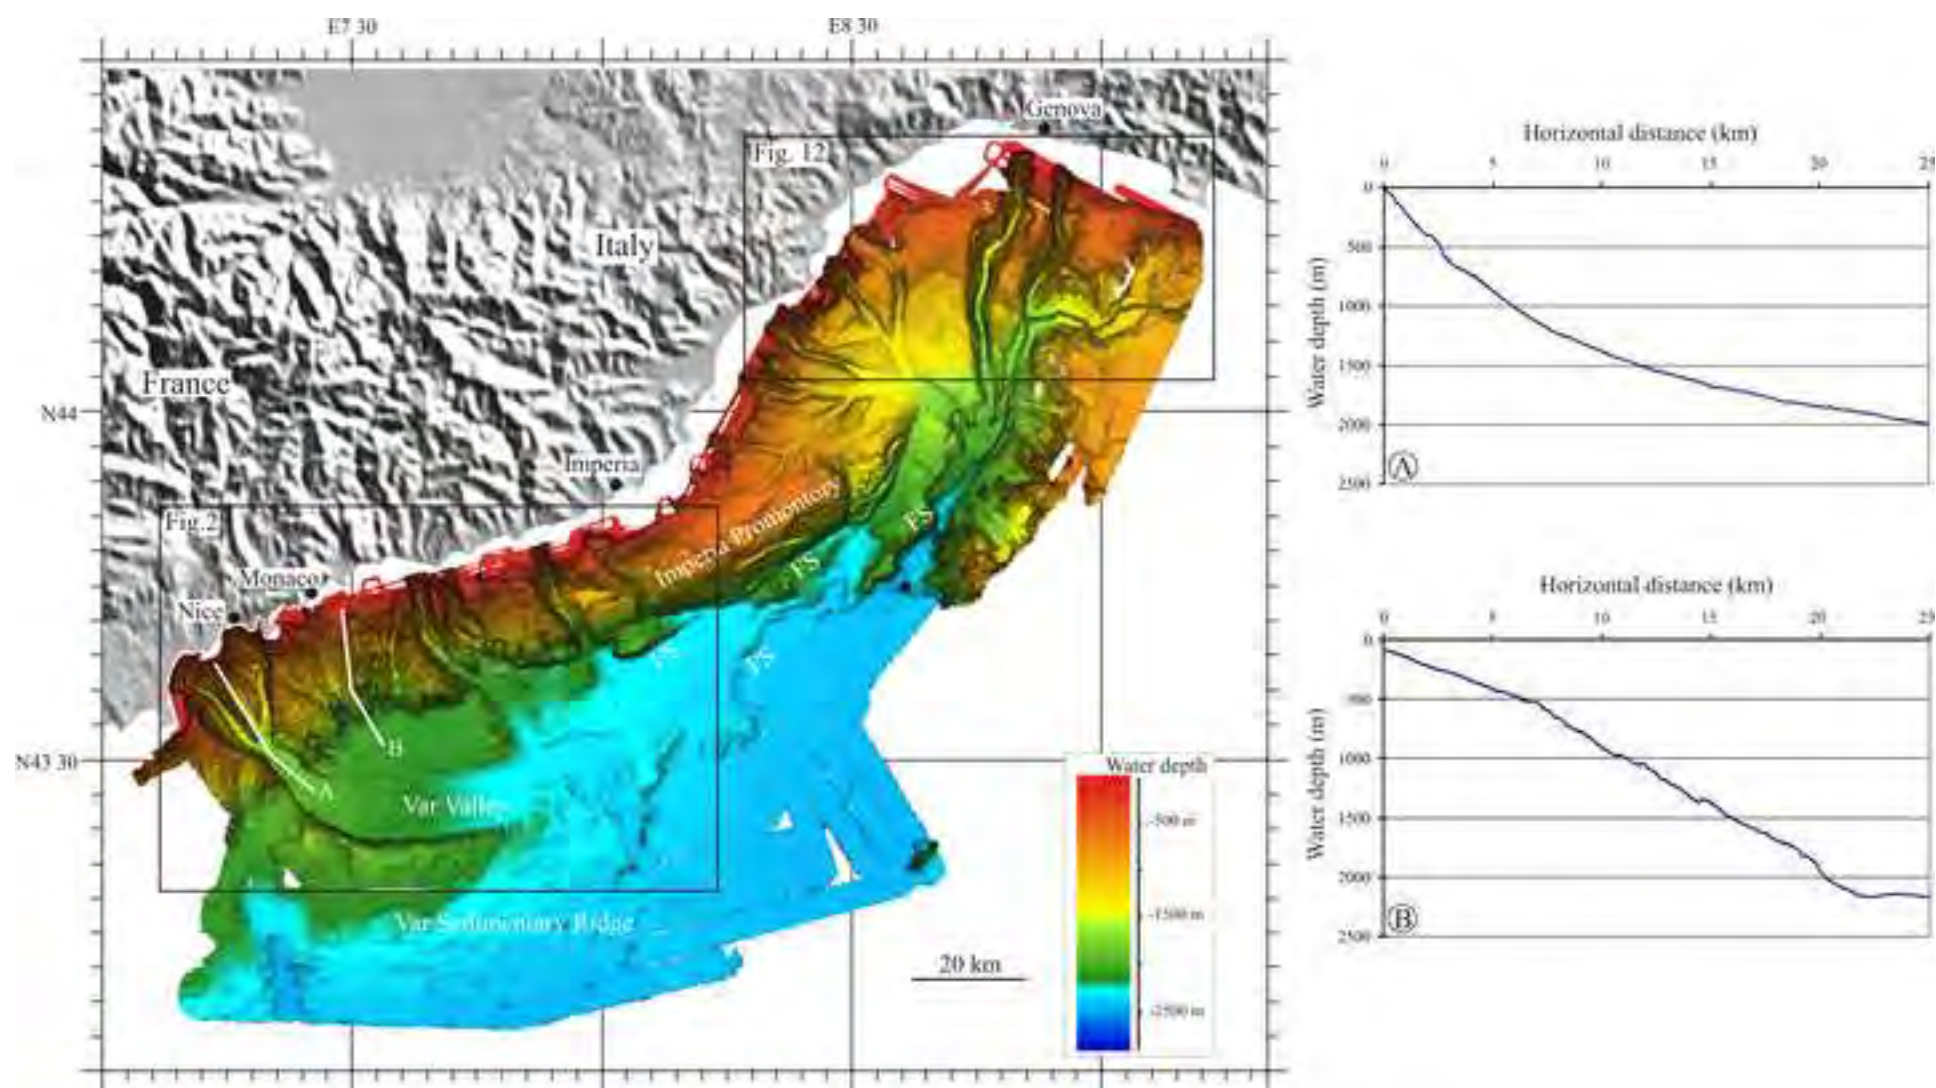 E7 30
E8 30
Genova
Fig. 12
Italy
France
N44
Imperia
Fig.2
Imperia Promontory
FS
FS
Monaco
Nice
FS
FS
B
N43 30
A
Var Valley
Water depth
-500 m
-1500 m
-2500 m
Var Sedimentary Ridge
20 km
Horizontal distance (km)
0 5 10 15 20 25
Water depth (m)
0
500
1000
1500
2000
2500
A
Horizontal distance (km)
0 5 10 15 20 25
Water depth (m)
0
500
1000
1500
2000
2500
B